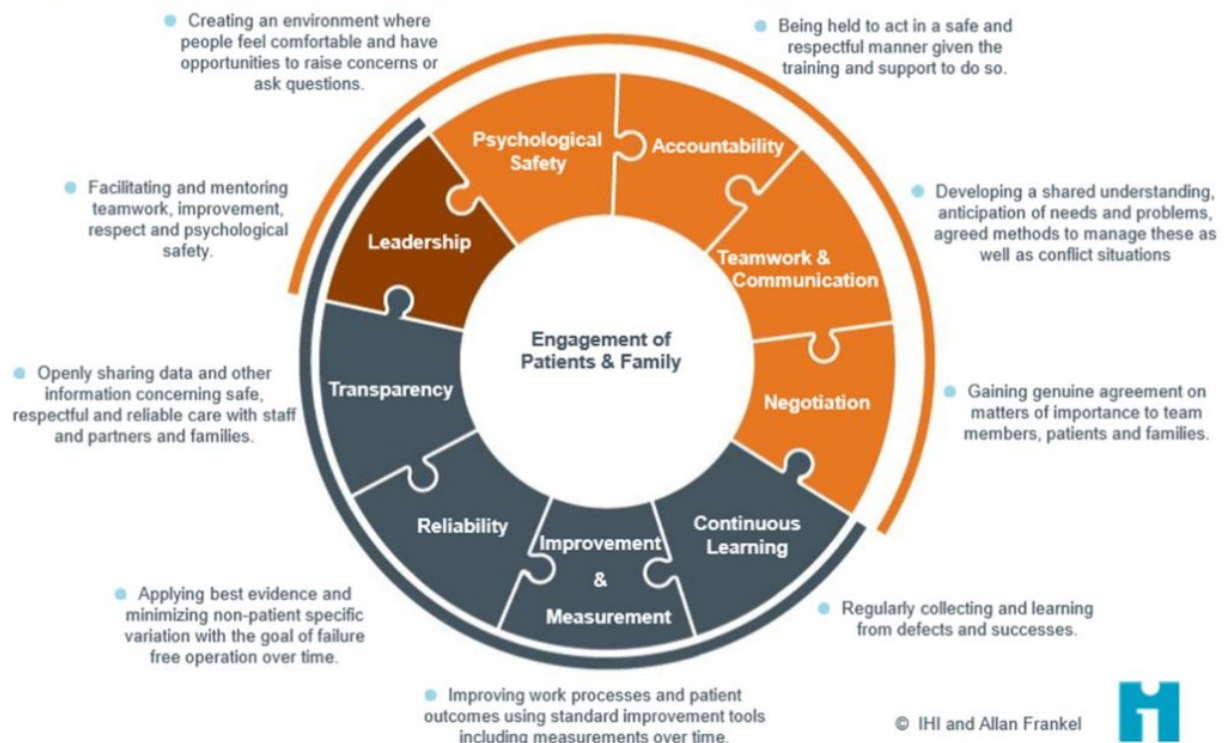 Creating an environment where
people feel comfortable and have
opportunities to raise concerns or
ask questions.
Being held to act in a safe and
respectful manner given the
training and support to do so.
Psychological
Safety
Accountability
Facilitating and mentoring
teamwork, improvement,
respect and psychological
safety.
Leadership
Teamwork &
Communication
Developing a shared understanding,
anticipation of needs and problems,
agreed methods to manage these as
well as conflict situations
Engagement of
Patients & Family
Openly sharing data and other
information concerning safe,
respectful and reliable care with staff
and partners and families.
Transparency
Negotiation
Gaining genuine agreement on
matters of importance to team
members, patients and families.
Reliability
Improvement
&
Measurement
Continuous
Learning
Applying best evidence and
minimizing non-patient specific
variation with the goal of failure
free operation over time.
Regularly collecting and learning
from defects and successes.
Improving work processes and patient
outcomes using standard improvement tools
including measurements over time.
© IHI and Allan Frankel